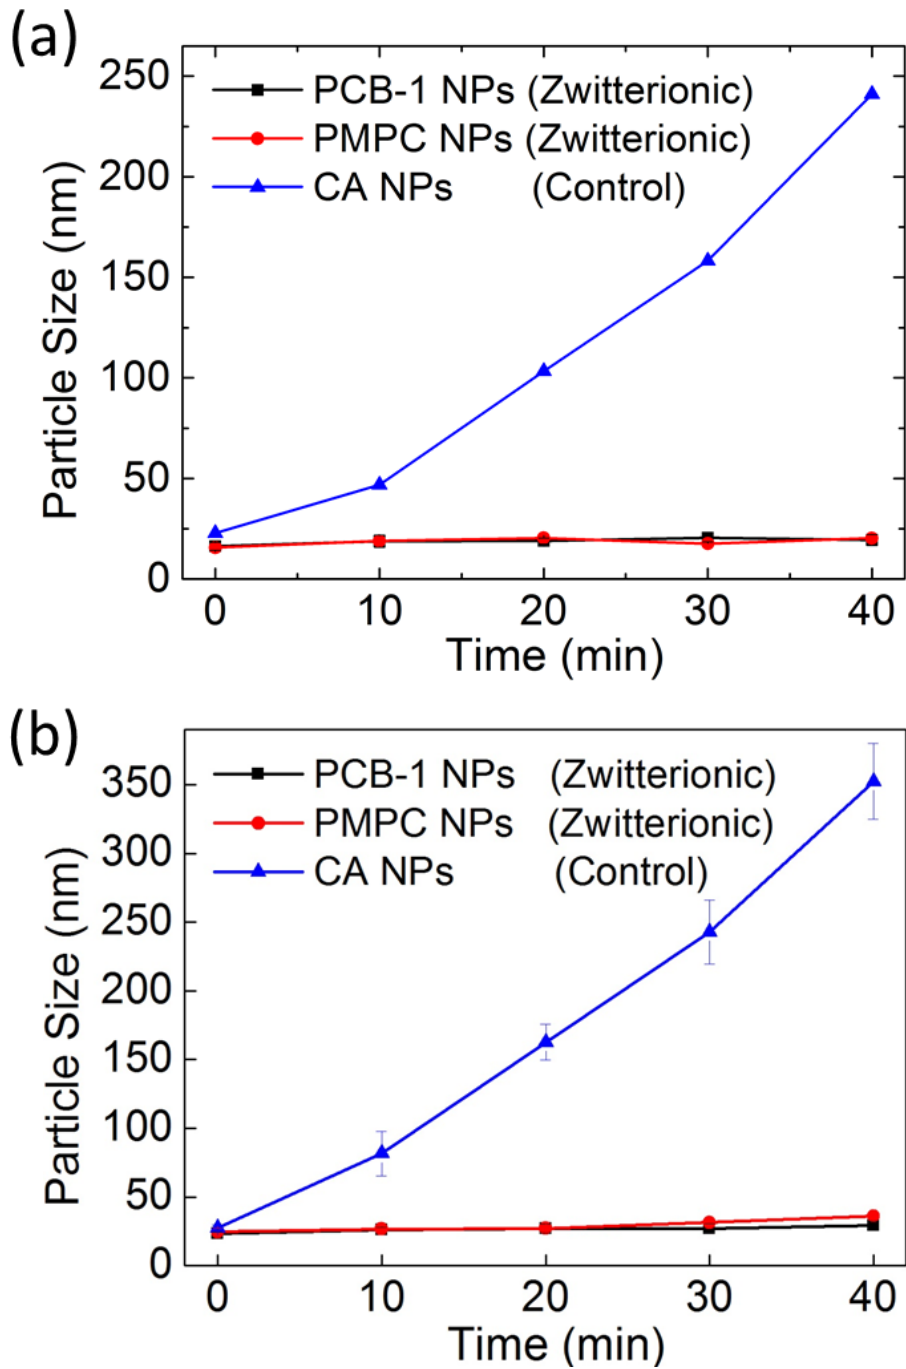 (a)
250
200
150
100
50
0
Particle Size (nm)
PCB-1 NPs (Zwitterionic)
PMPC NPs (Zwitterionic)
CA NPs (Control)
0 10 20 30 40
Time (min)
(b)
350
300
250
200
150
100
50
0
Particle Size (nm)
PCB-1 NPs (Zwitterionic)
PMPC NPs (Zwitterionic)
CA NPs (Control)
0 10 20 30 40
Time (min)